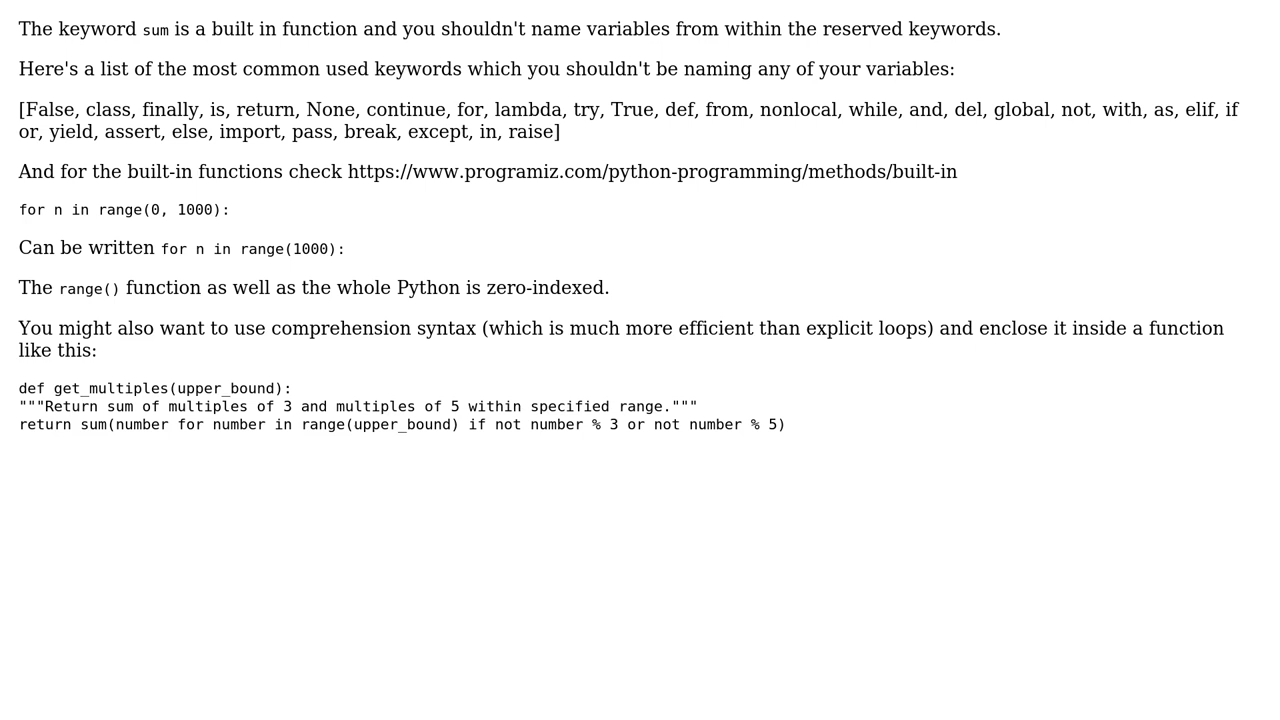 The keyword sum is a built in function and you shouldn't name variables from within the reserved keywords.
Here's a list of the most common used keywords which you shouldn't be naming any of your variables:
[False, class, finally, is, return, None, continue, for, lambda, try, True, def, from, nonlocal, while, and, del, global, not, with, as, elif, if
or, yield, assert, else, import, pass, break, except, in, raise]
And for the built-in functions check https://www.programiz.com/python-programming/methods/built-in
for n in range(0, 1000):
Can be written for n in range(1000):
The range() function as well as the whole Python is zero-indexed.
You might also want to use comprehension syntax (which is much more efficient than explicit loops) and enclose it inside a function
like this:
def get_multiples(upper_bound):
"""Return sum of multiples of 3 and multiples of 5 within specified range."""
return sum(number for number in range(upper_bound) if not number % 3 or not number % 5)